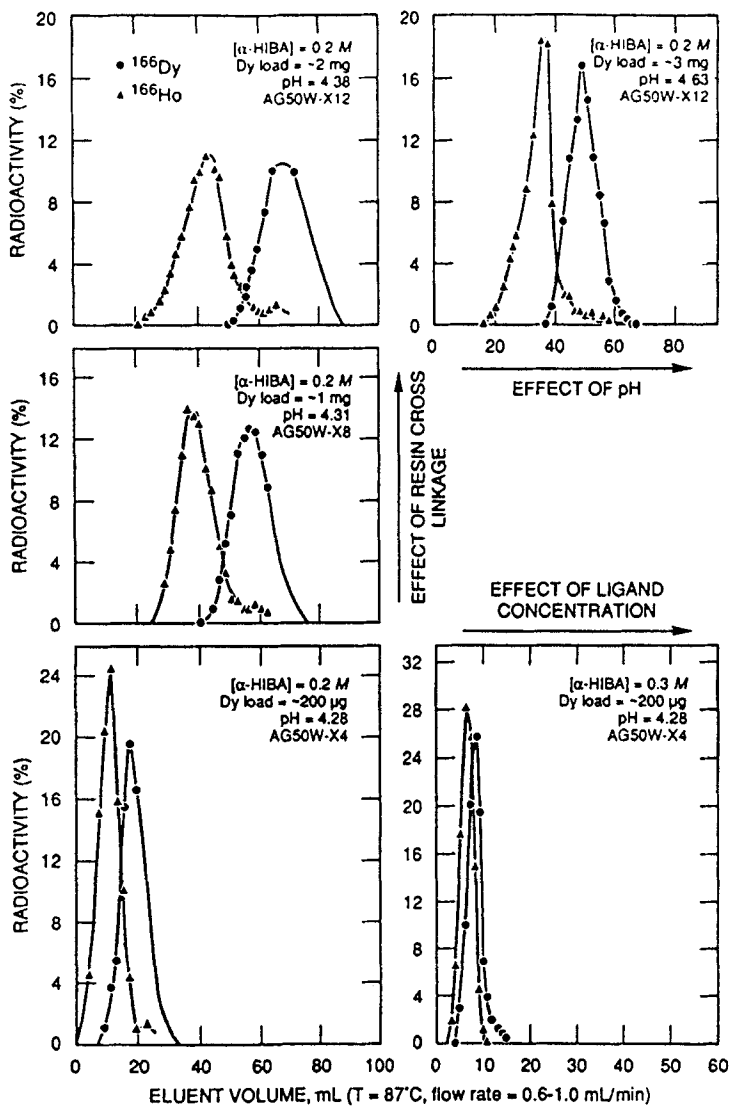 20
16
12
8
4
0
RADIOACTIVITY (%)
● ¹⁶⁶Dy
▲ ¹⁶⁶Ho
[α-HIBA] = 0.2 M
Dy load = ~2 mg
pH = 4.38
AG50W-X12
0 20 40 60 80
20
16
12
8
4
0
[α-HIBA] = 0.2 M
Dy load = ~3 mg
pH = 4.63
AG50W-X12
0 20 40 60 80
EFFECT OF pH
16
12
8
4
0
RADIOACTIVITY (%)
[α-HIBA] = 0.2 M
Dy load = ~1 mg
pH = 4.31
AG50W-X8
EFFECT OF RESIN CROSS
LINKAGE
EFFECT OF LIGAND
CONCENTRATION
24
20
16
12
8
4
0
RADIOACTIVITY (%)
[α-HIBA] = 0.2 M
Dy load = ~200 µg
pH = 4.28
AG50W-X4
0 20 40 60 80 100
32
28
24
20
16
12
8
4
0
[α-HIBA] = 0.3 M
Dy load = ~200 µg
pH = 4.28
AG50W-X4
0 10 20 30 40 50 60
ELUENT VOLUME, mL (T = 87°C, flow rate = 0.6-1.0 mL/min)